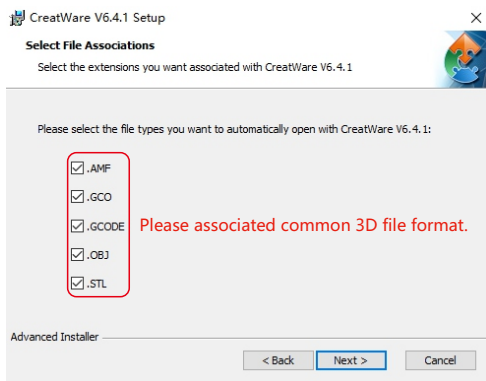 CreatWare V6.4.1 Setup
Select File Associations
Select the extensions you want associated with CreatWare V6.4.1
Please select the file types you want to automatically open with CreatWare V6.4.1:
.AMF
.GCO
.GCODE
Please associated common 3D file format.
.OBJ
.STL
Advanced Installer
< Back
Next >
Cancel